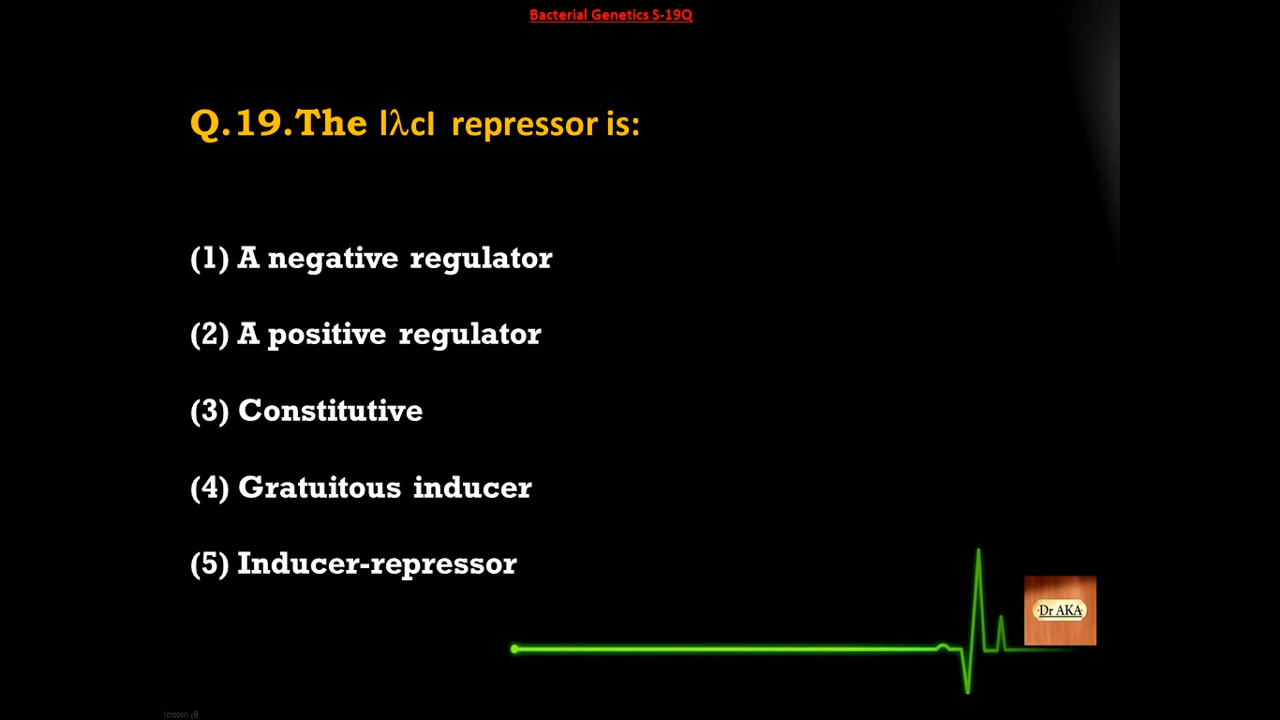 Bacterial Genetics S-19Q
Q.19.The lλcI repressor is:
(1) A negative regulator
(2) A positive regulator
(3) Constitutive
(4) Gratuitous inducer
(5) Inducer-repressor
Dr AKA